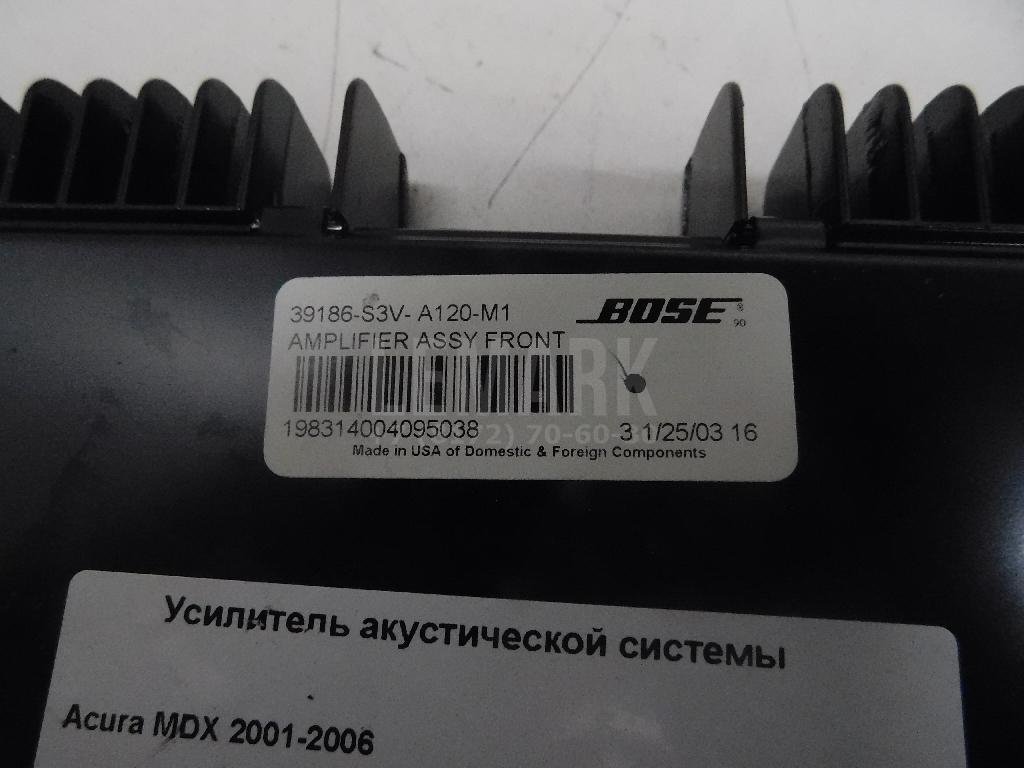 39186-S3V- A120-M1
BOSE®
90
AMPLIFIER ASSY FRONT
198314004095038
3 1/25/03 16
Made in USA of Domestic & Foreign Components
Усилитель акустической системы
Acura MDX 2001-2006